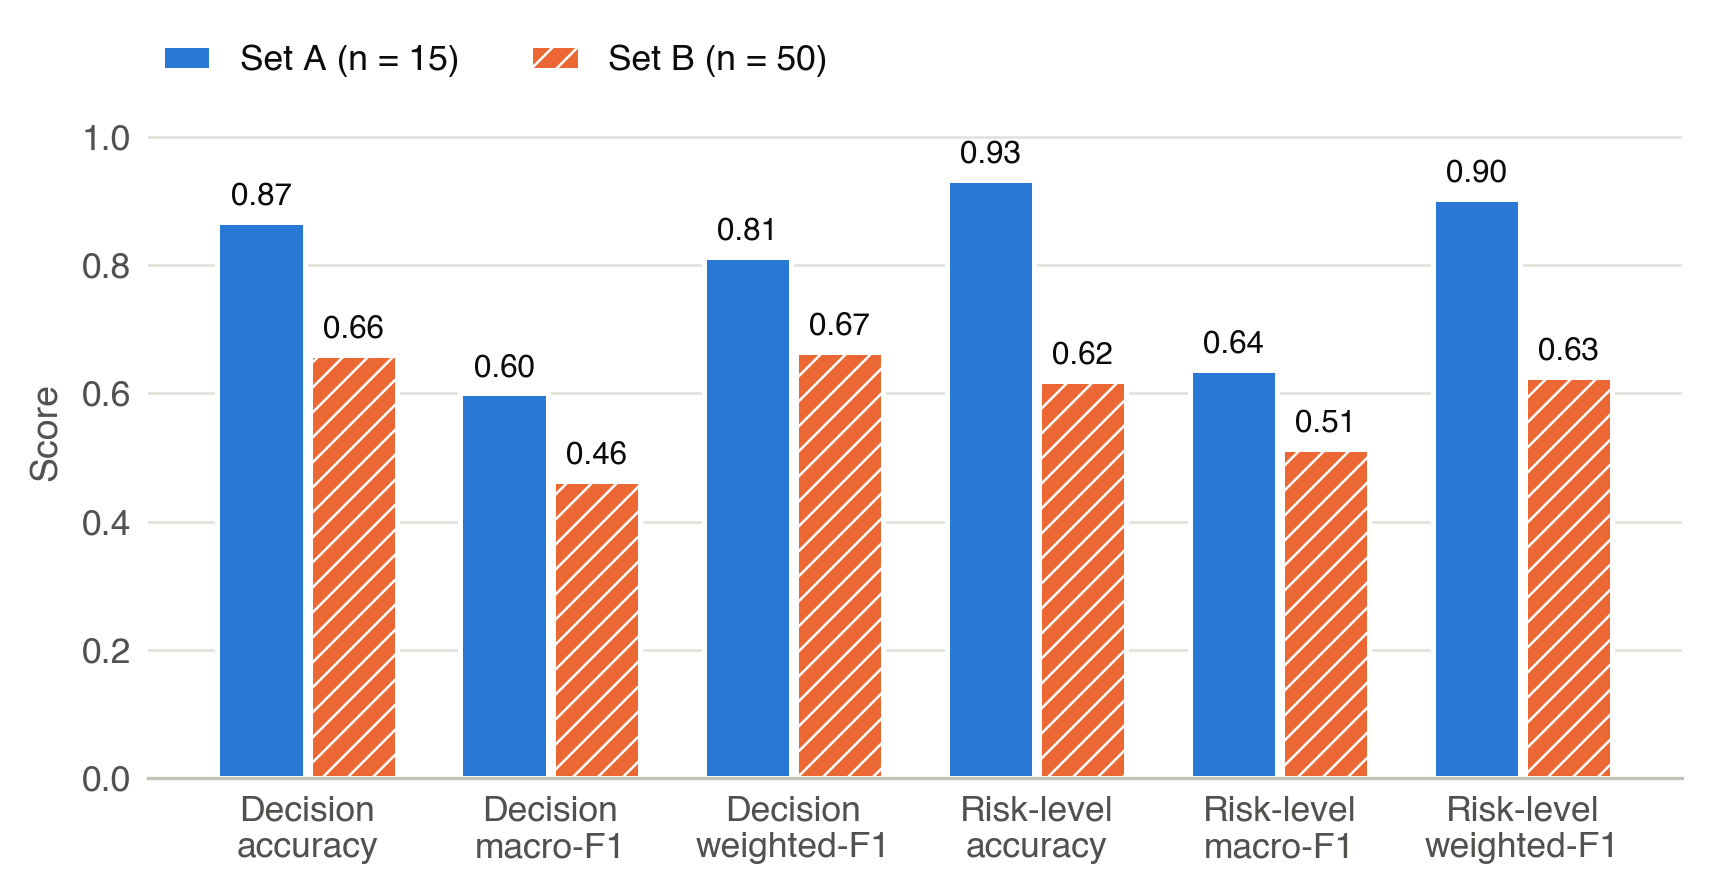 Set A (n = 15) Set B (n = 50)
1.0
0.8
0.6
0.4
0.2
0.0
Score
0.87
0.66
0.60
0.46
0.81
0.67
0.93
0.62
0.64
0.51
0.90
0.63
Decision
accuracy
Decision
macro-F1
Decision
weighted-F1
Risk-level
accuracy
Risk-level
macro-F1
Risk-level
weighted-F1